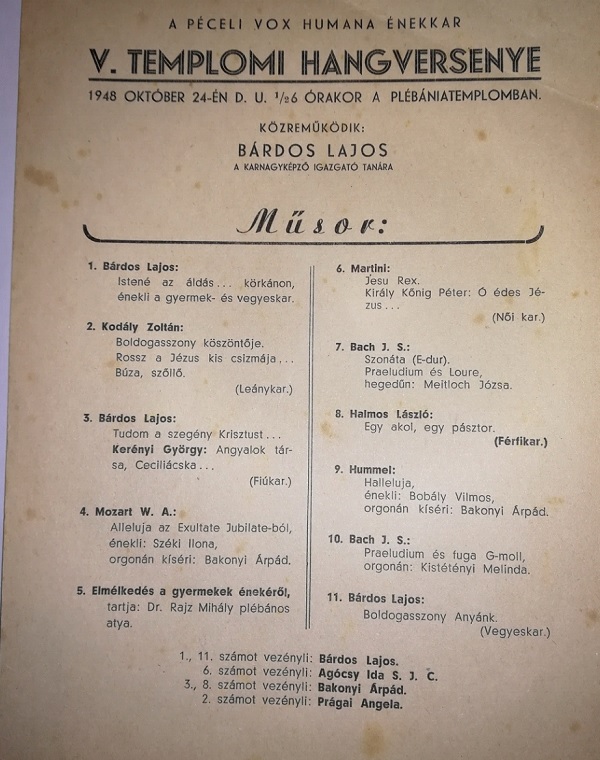 A PÉCELI VOX HUMANA ÉNEKKAR
V. TEMPLOMI HANGVERSENYE
1948 OKTÓBER 24-ÉN D. U. ½6 ÓRAKOR A PLÉBÁNIATEMPLOMBAN.
KÖZREMŰKÖDIK:
BÁRDOS LAJOS
A KARNAGYKÉPZŐ IGAZGATÓ TANÁRA
Műsor:
1. Bárdos Lajos:
Istené az áldás... körkánon,
énekli a gyermek- és vegyeskar.
2. Kodály Zoltán:
Boldogasszony köszöntője.
Rossz a Jézus kis csizmája...
Búza, szőllő.
(Leánykar.)
3. Bárdos Lajos:
Tudom a szegény Krisztust...
Kerényi György: Angyalok tár-
sa, Ceciliácska...
(Fiúkar.)
4. Mozart W. A.:
Alleluja az Exultate Jubilate-ból,
énekli: Széki Ilona,
orgonán kíséri: Bakonyi Árpád.
5. Elmélkedés a gyermekek énekéről,
tartja: Dr. Rajz Mihály plébános
atya.
6. Martini:
Jesu Rex.
Király Kőnig Péter: Ó édes Jé-
zus...
(Női kar.)
7. Bach J. S.:
Szonáta (E-dur).
Praeludium és Loure,
hegedűn: Meitloch Józsa.
8. Halmos László:
Egy akol, egy pásztor.
(Férfikar.)
9. Hummel:
Halleluja,
énekli: Bobály Vilmos,
orgonán kíséri: Bakonyi Árpád.
10. Bach J. S.:
Praeludium és fuga G-moll,
orgonán: Kistétényi Melinda.
11. Bárdos Lajos:
Boldogasszony Anyánk.
(Vegyeskar.)
1., 11. számot vezényli: Bárdos Lajos.
6. számot vezényli: Agócsy Ida S. J. C.
3., 8. számot vezényli: Bakonyi Árpád.
2. számot vezényli: Prágai Angela.